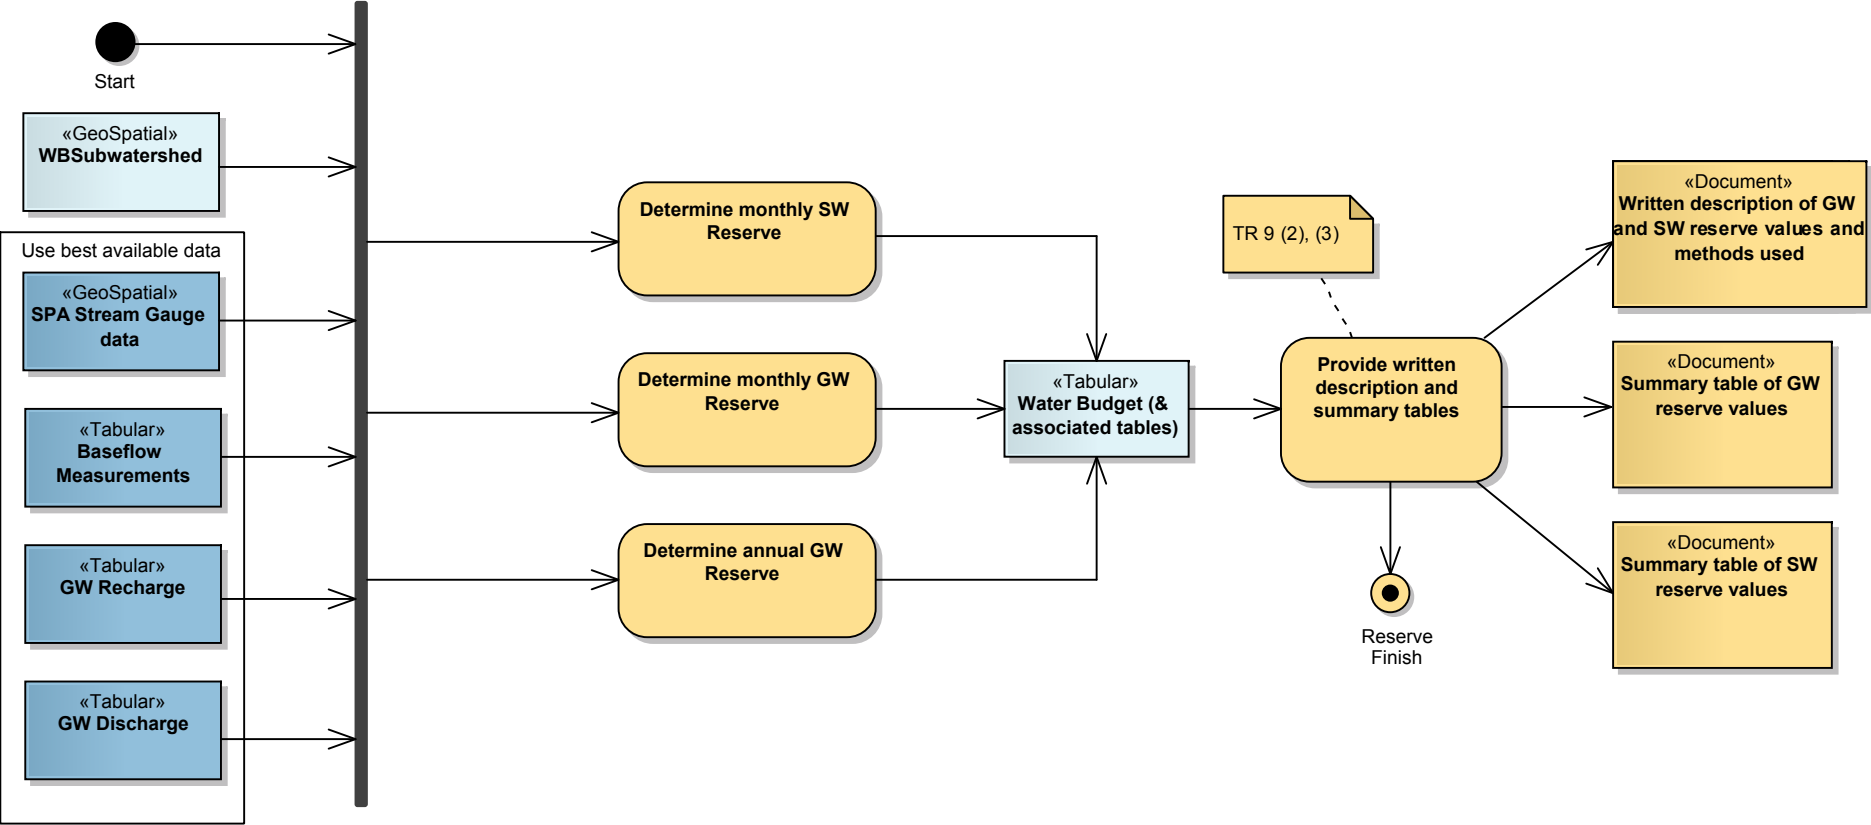 Start
«GeoSpatial»
WBSubwatershed
Use best available data
«GeoSpatial»
SPA Stream Gauge
data
«Tabular»
Baseflow
Measurements
«Tabular»
GW Recharge
«Tabular»
GW Discharge
Determine monthly SW
Reserve
Determine monthly GW
Reserve
Determine annual GW
Reserve
«Tabular»
Water Budget (&
associated tables)
TR 9 (2), (3)
Provide written
description and
summary tables
Reserve
Finish
«Document»
Written description of GW
and SW reserve values and
methods used
«Document»
Summary table of GW
reserve values
«Document»
Summary table of SW
reserve values